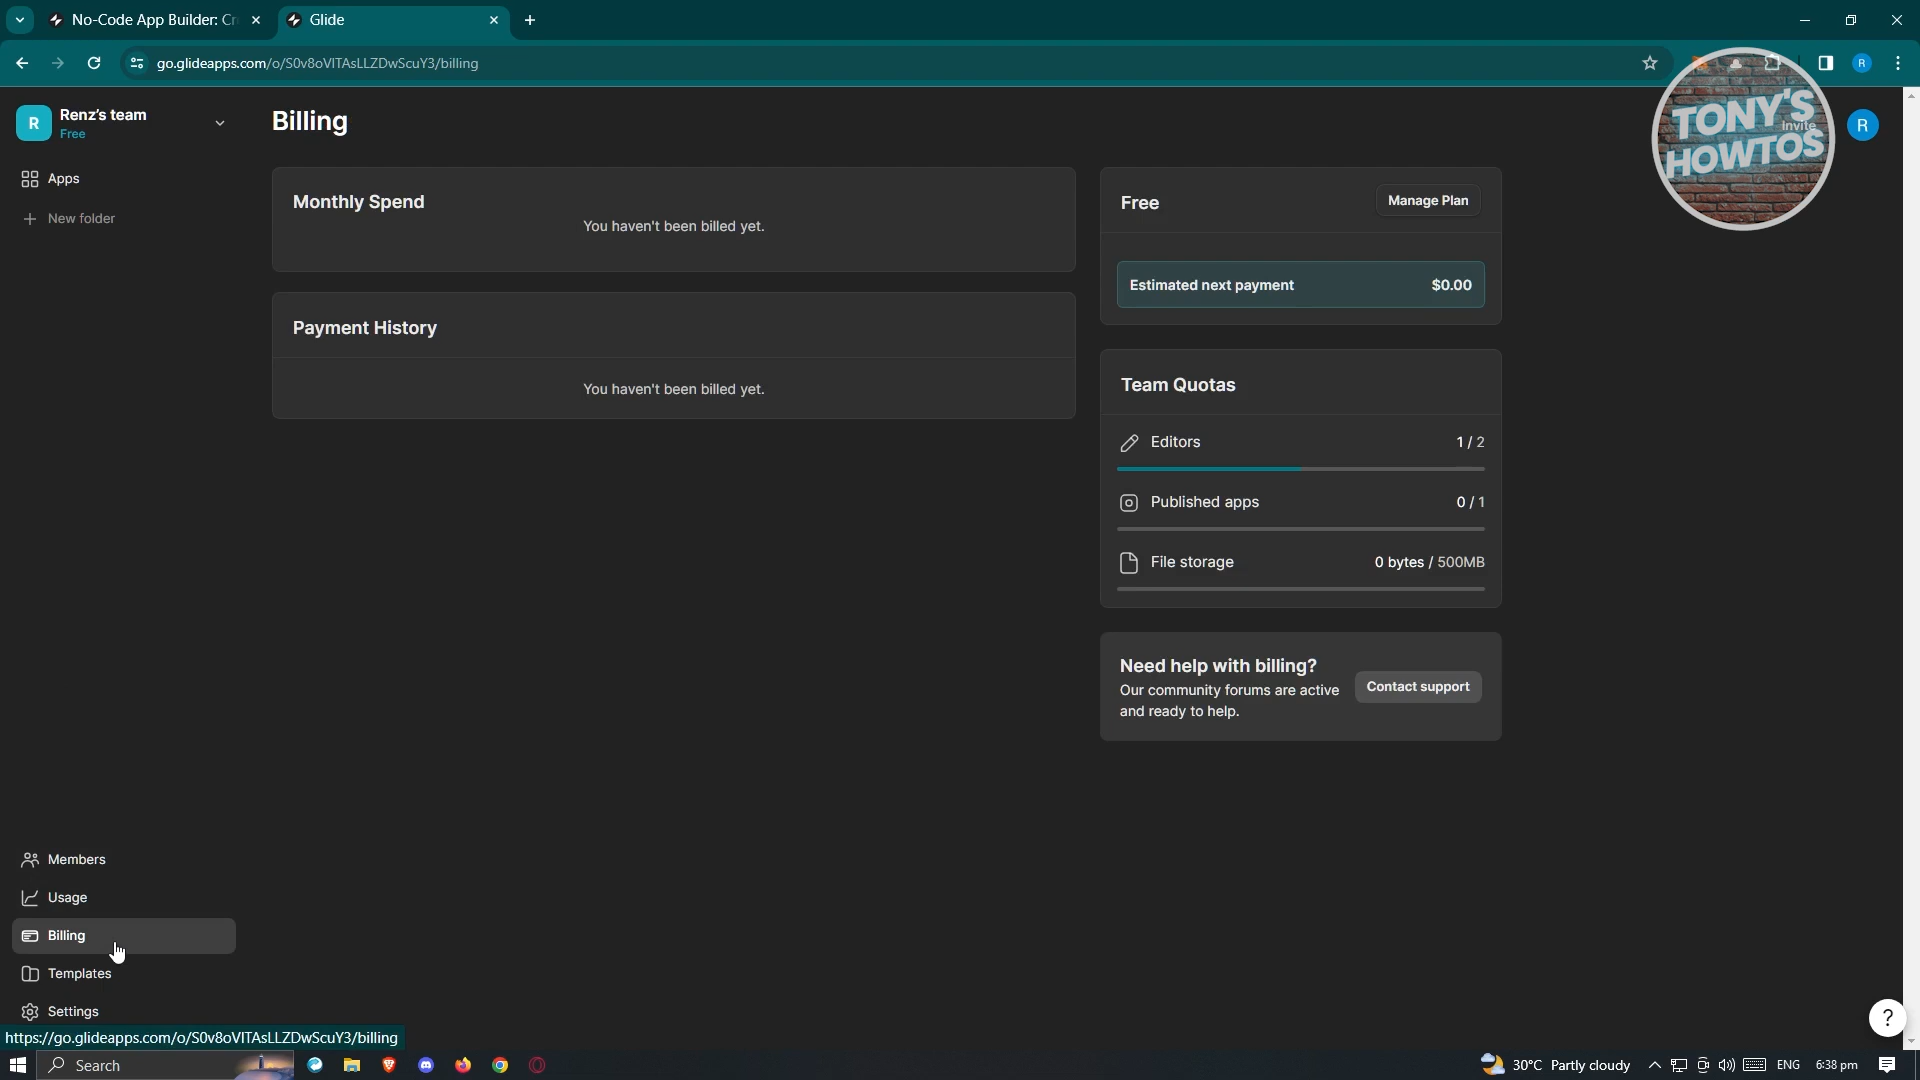 No-Code App Builder: Cr
Glide
go.glideapps.com/o/S0v8oVlTAsLLZDwScuY3/billing
R
R
Renz's team
Free
Billing
TONY'S
HOWTOS
Invite
R
Apps
New folder
Monthly Spend
You haven't been billed yet.
Payment History
You haven't been billed yet.
Free
Manage Plan
Estimated next payment
$0.00
Team Quotas
Editors
1 / 2
Published apps
0 / 1
File storage
0 bytes / 500MB
Need help with billing?
Our community forums are active
and ready to help.
Contact support
Members
Usage
Billing
Templates
Settings
?
https://go.glideapps.com/o/S0v8oVlTAsLLZDwScuY3/billing
Search
30°C Partly cloudy
ENG
6:38 pm